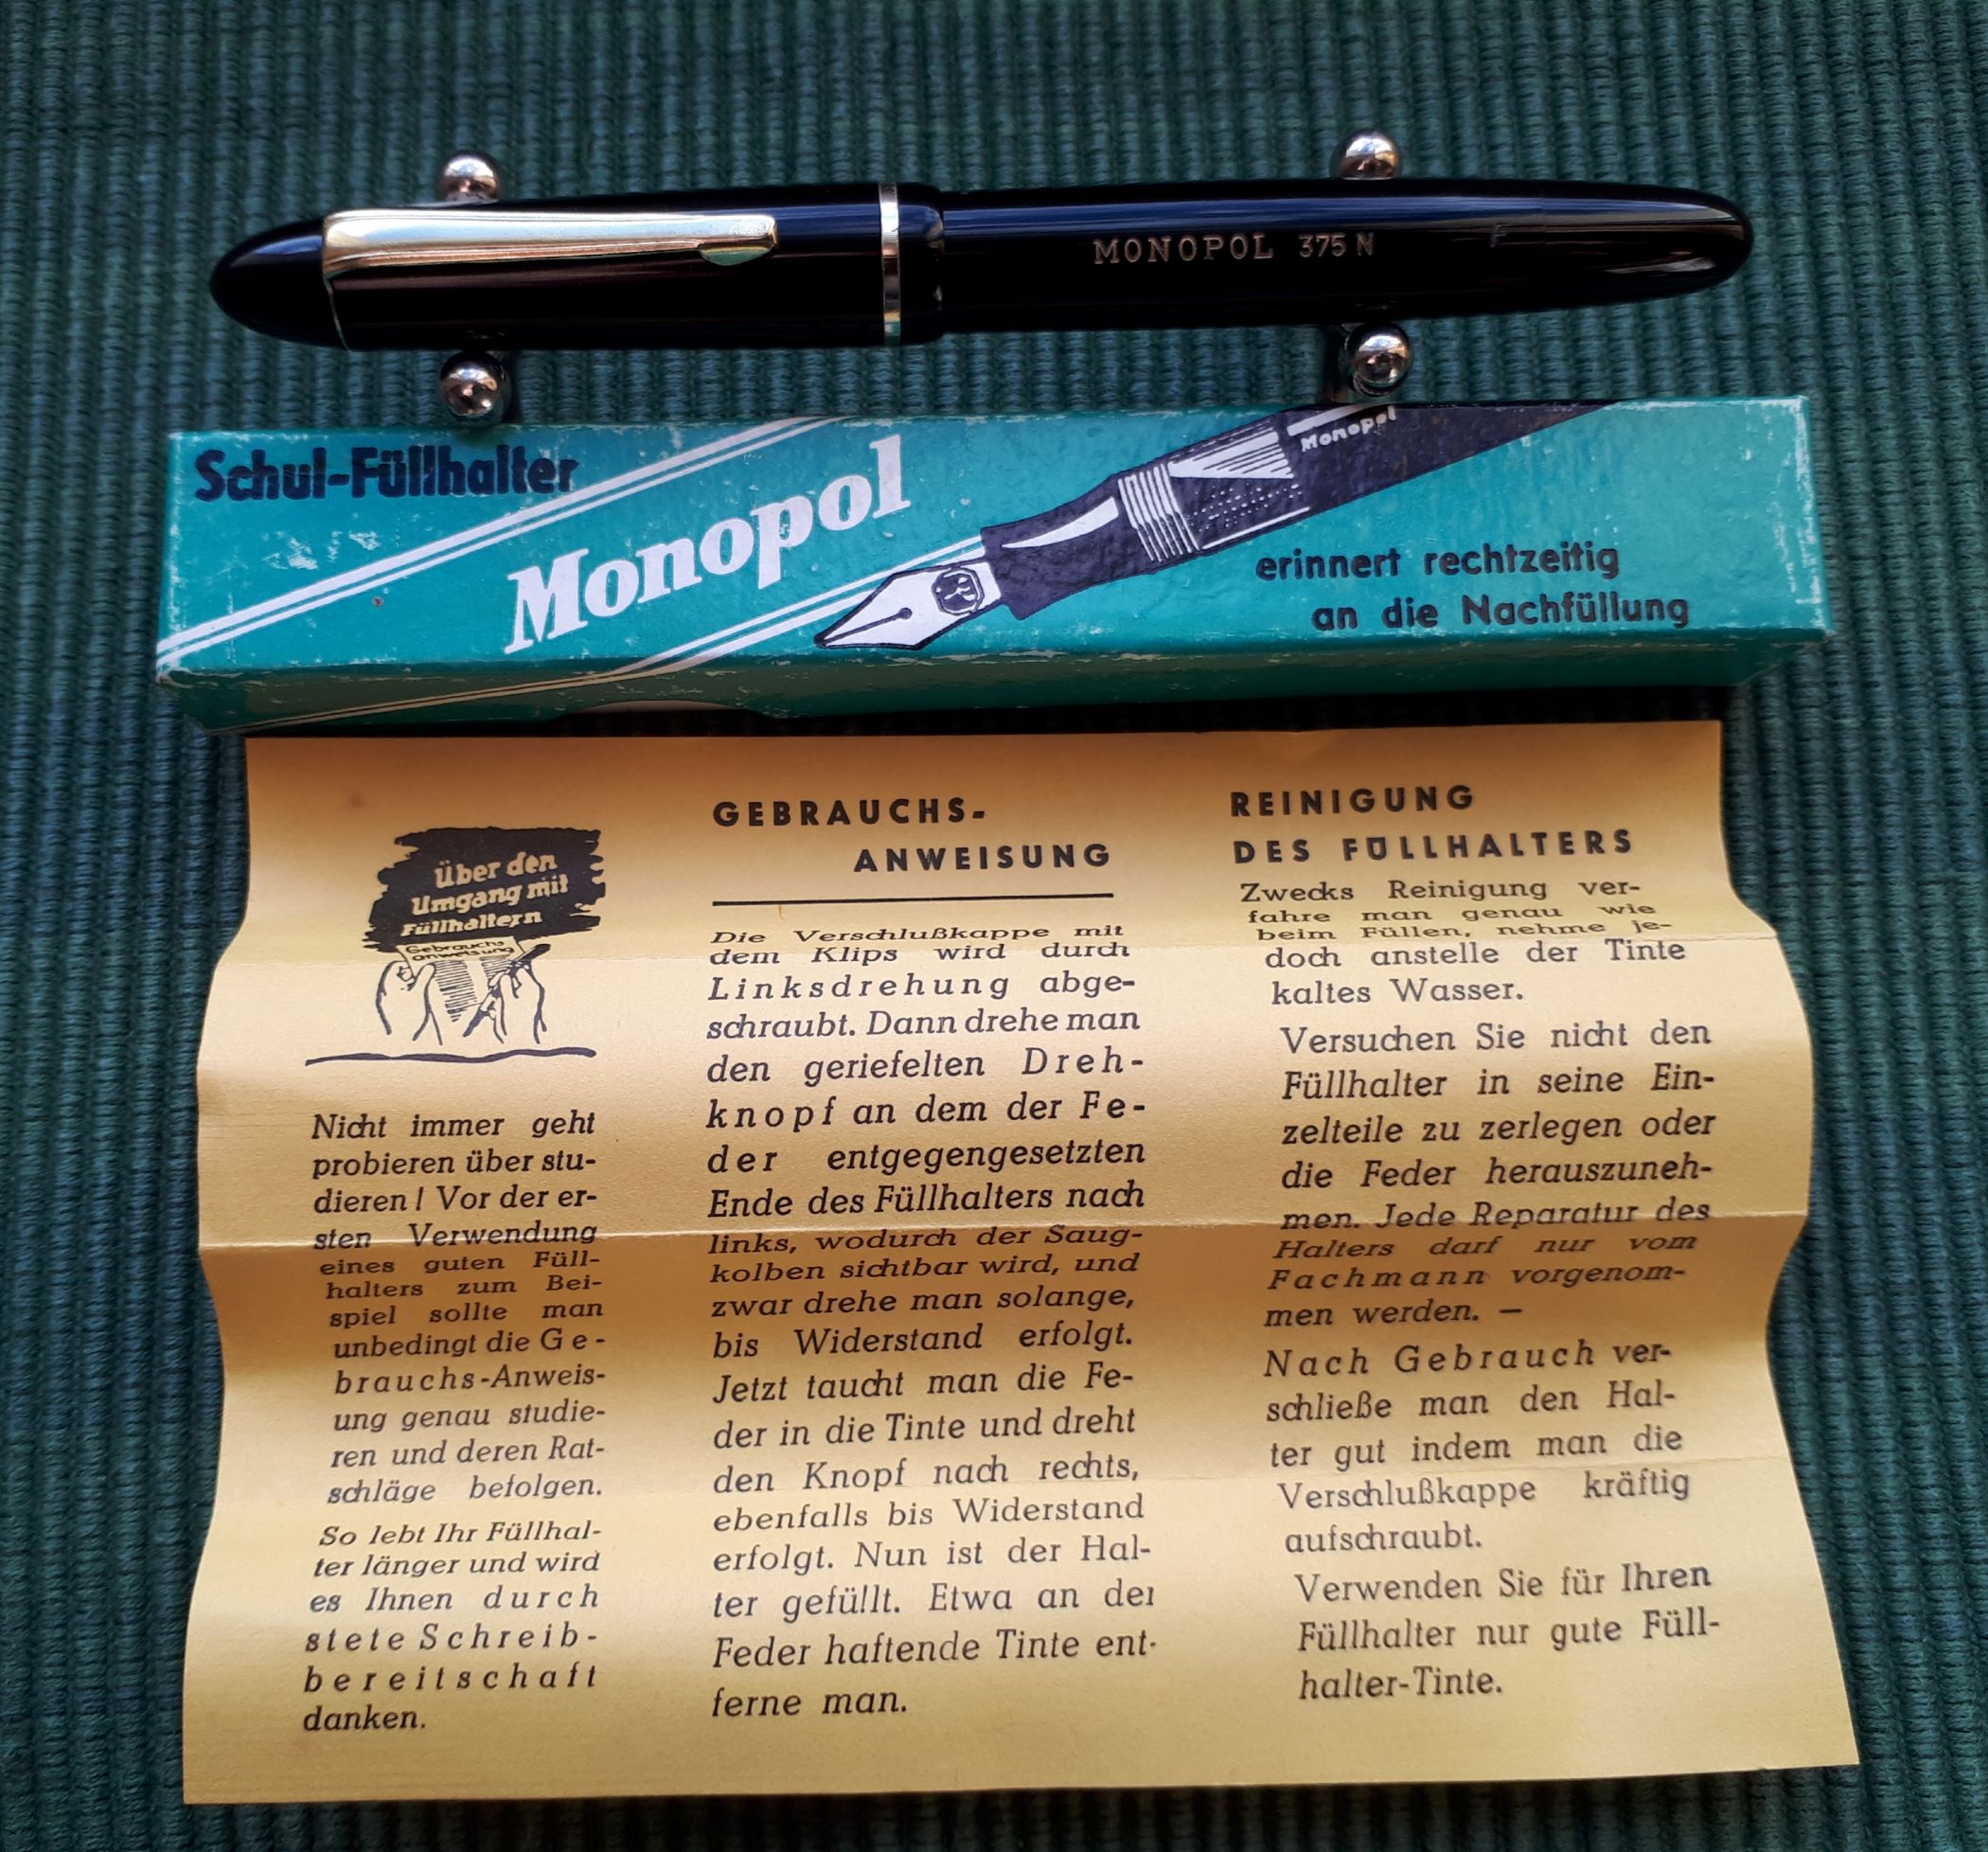 MONOPOL 375 N
F
Schul-Füllhalter
Monopol
Monopol
erinnert rechtzeitig
an die Nachfüllung
Über den
Umgang mit
Füllhaltern
Gebrauchs
anweisung
Nicht immer geht
probieren über stu-
dieren! Vor der er-
sten Verwendung
eines guten Füll-
halters zum Bei-
spiel sollte man
unbedingt die Ge-
brauchs-Anweis-
ung genau studie-
ren und deren Rat-
schläge befolgen.
So lebt Ihr Füllhal-
ter länger und wird
es Ihnen durch
stete Schreib-
bereitschaft
danken.
GEBRAUCHS-
ANWEISUNG
Die Verschlußkappe mit
dem Klips wird durch
Linksdrehung abge-
schraubt. Dann drehe man
den geriefelten Dreh-
knopf an dem der Fe-
der entgegengesetzten
Ende des Füllhalters nach
links, wodurch der Saug-
kolben sichtbar wird, und
zwar drehe man solange,
bis Widerstand erfolgt.
Jetzt taucht man die Fe-
der in die Tinte und dreht
den Knopf nach rechts,
ebenfalls bis Widerstand
erfolgt. Nun ist der Hal-
ter gefüllt. Etwa an der
Feder haftende Tinte ent-
ferne man.
REINIGUNG
DES FÜLLHALTERS
Zwecks Reinigung ver-
fahre man genau wie
beim Füllen, nehme je-
doch anstelle der Tinte
kaltes Wasser.
Versuchen Sie nicht den
Füllhalter in seine Ein-
zelteile zu zerlegen oder
die Feder herauszuneh-
men. Jede Reparatur des
Halters darf nur vom
Fachmann vorgenom-
men werden. —
Nach Gebrauch ver-
schließe man den Hal-
ter gut indem man die
Verschlußkappe kräftig
aufschraubt.
Verwenden Sie für Ihren
Füllhalter nur gute Füll-
halter-Tinte.